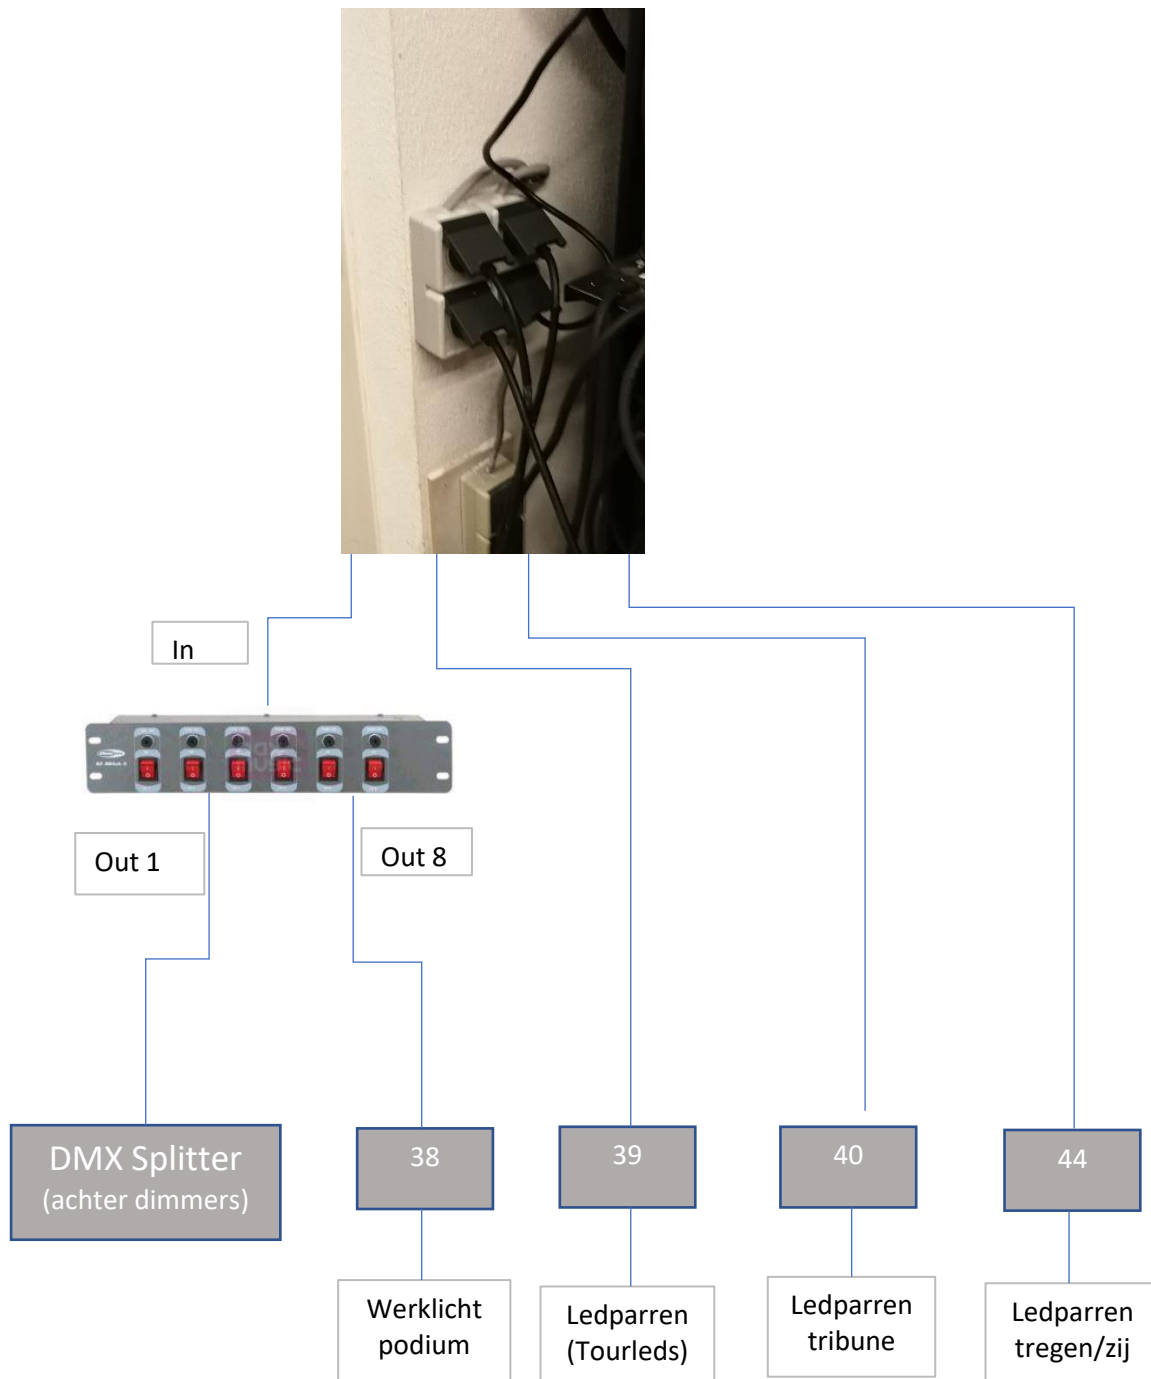 In
Out 1
Out 8
DMX Splitter
(achter dimmers)
38
39
40
44
Werklicht
podium
Ledparren
(Tourleds)
Ledparren
tribune
Ledparren
tregen/zij